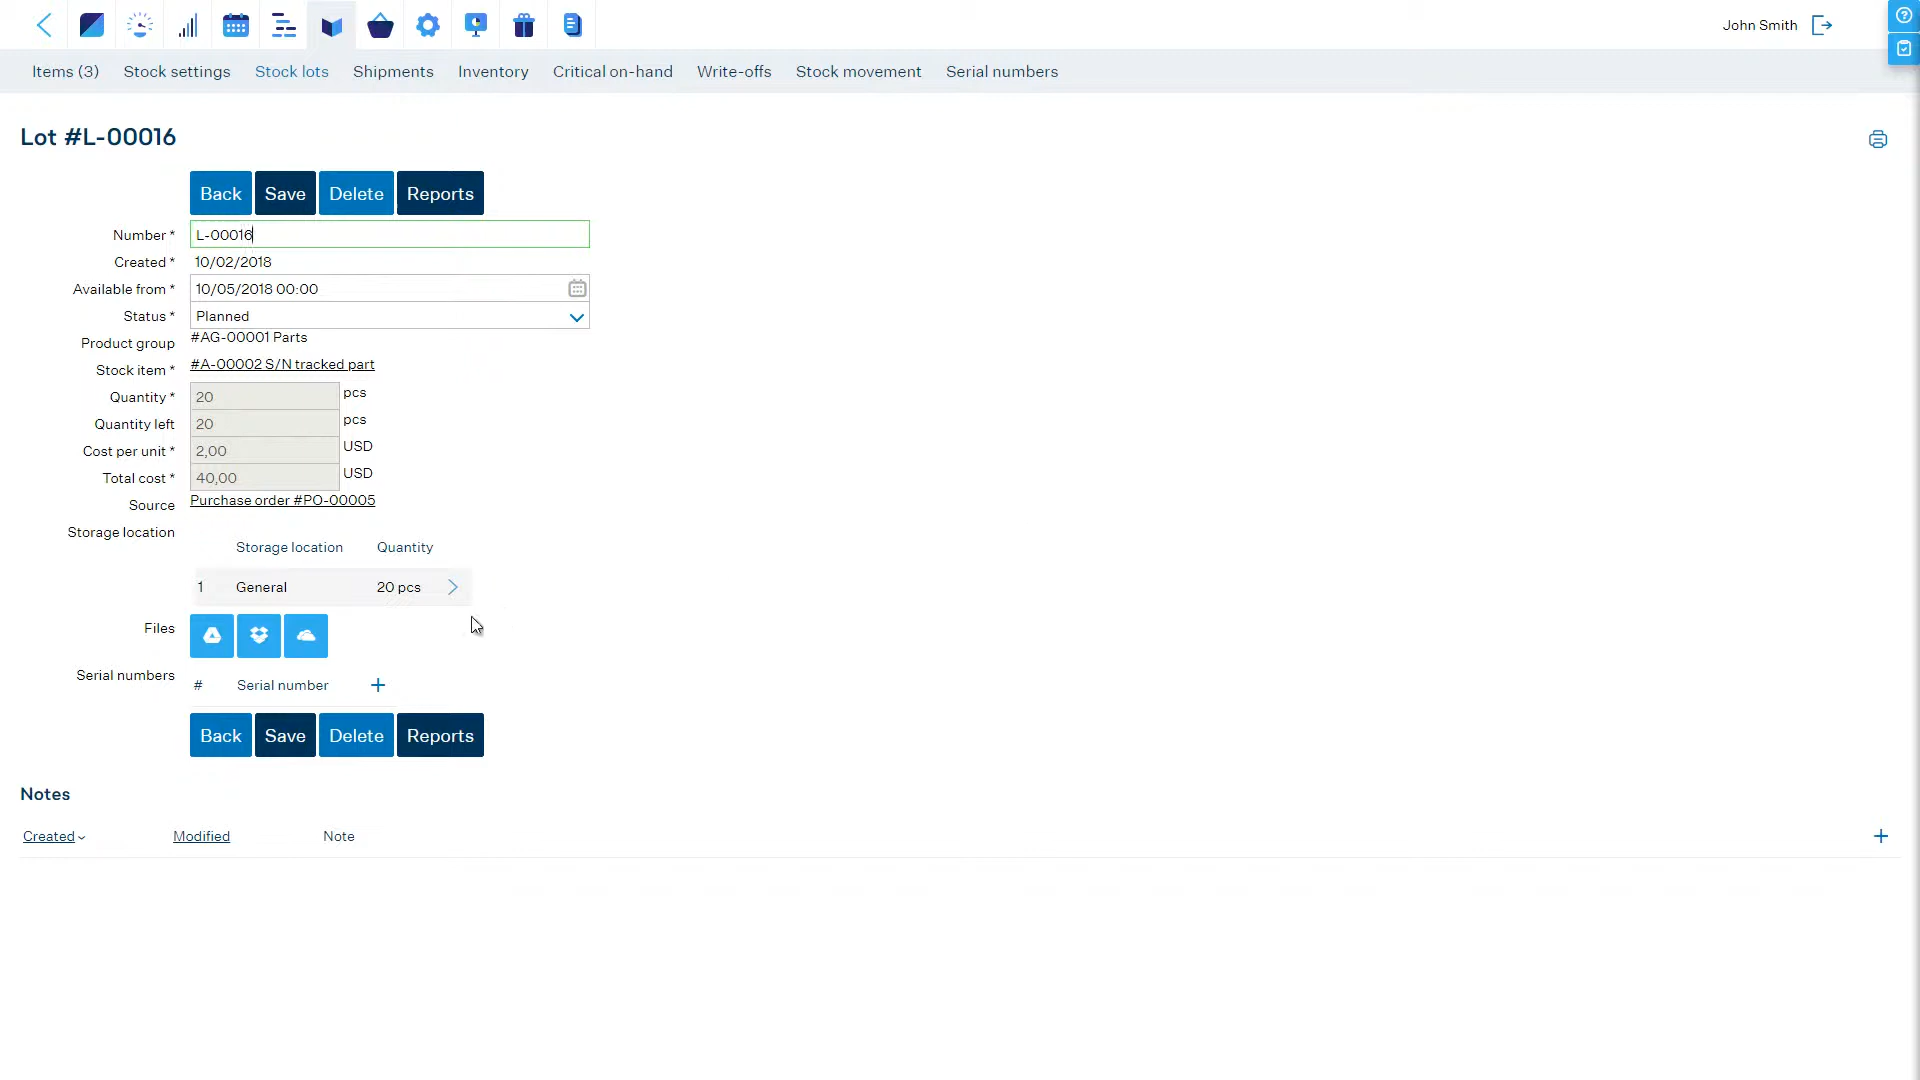 John Smith
Items (3) Stock settings Stock lots Shipments Inventory Critical on-hand Write-offs Stock movement Serial numbers
Lot #L-00016
Back Save Delete Reports
Number * L-00016
Created * 10/02/2018
Available from * 10/05/2018 00:00
Status * Planned
Product group #AG-00001 Parts
Stock item * #A-00002 S/N tracked part
Quantity * 20 pcs
Quantity left 20 pcs
Cost per unit * 2,00 USD
Total cost * 40,00 USD
Source Purchase order #PO-00005
Storage location
Storage location Quantity
1 General 20 pcs
Files
Serial numbers # Serial number +
Back Save Delete Reports
Notes
Created Modified Note +